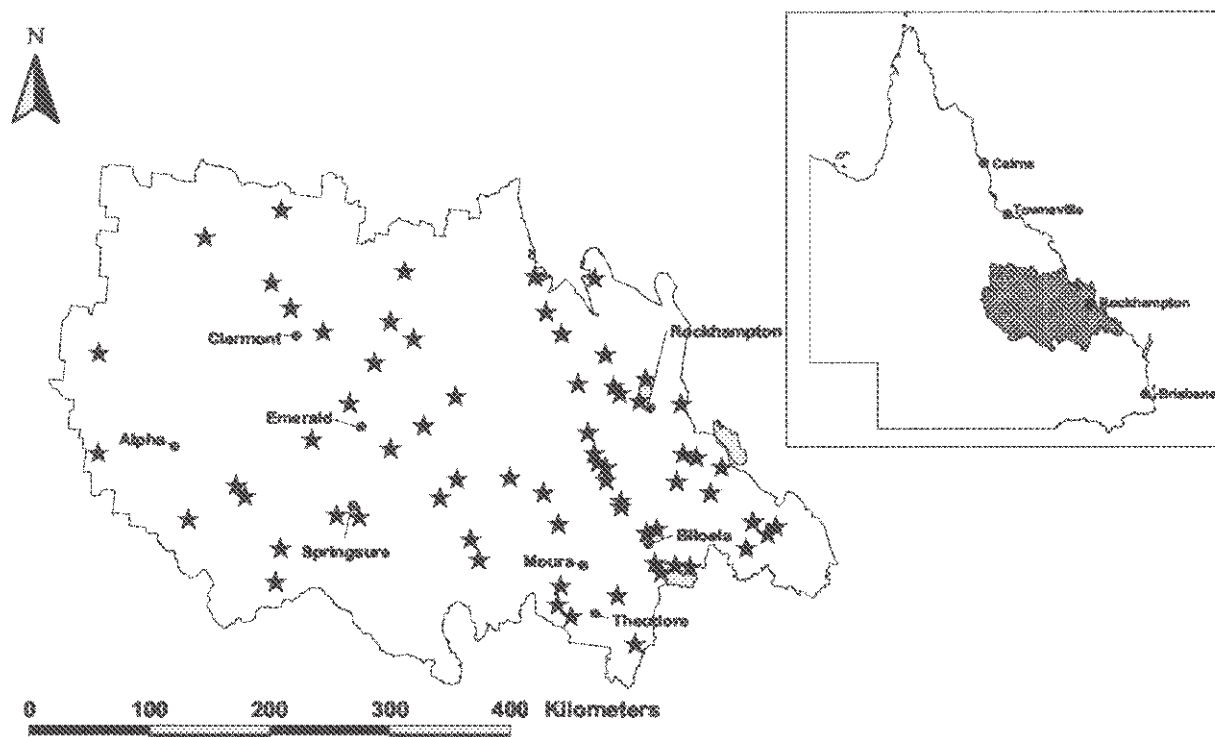 N
Cairns
Townsville
Rockhampton
Brisbane
Rockhampton
Clermont
Emerald
Alpha
Springsure
Moura
Biloela
Theodore
0 100 200 300 400 Kilometers